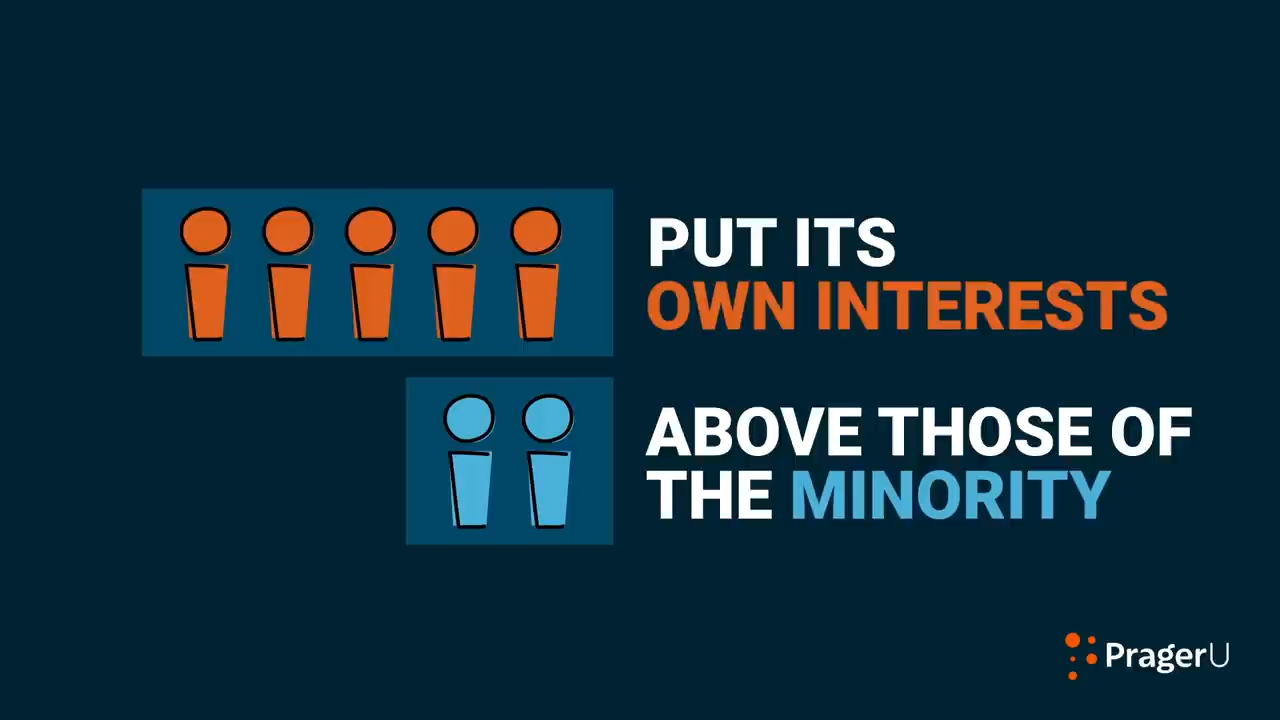 PUT ITS
OWN INTERESTS
ABOVE THOSE OF
THE MINORITY
PragerU